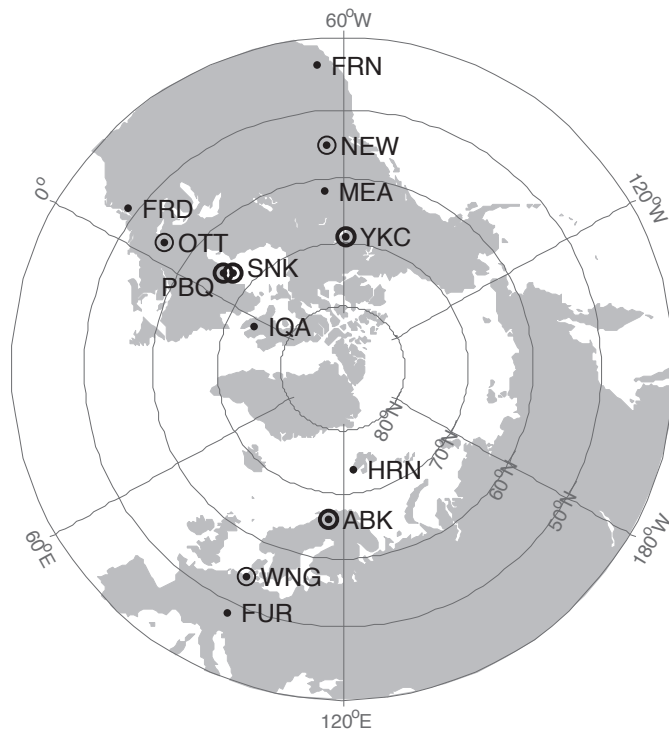 60°W
FRN
NEW
MEA
120°W
0°
FRD
OTT
YKC
SNK
PBQ
IQA
80°N
70°N
60°N
50°N
HRN
ABK
60°E
180°W
WNG
FUR
120°E